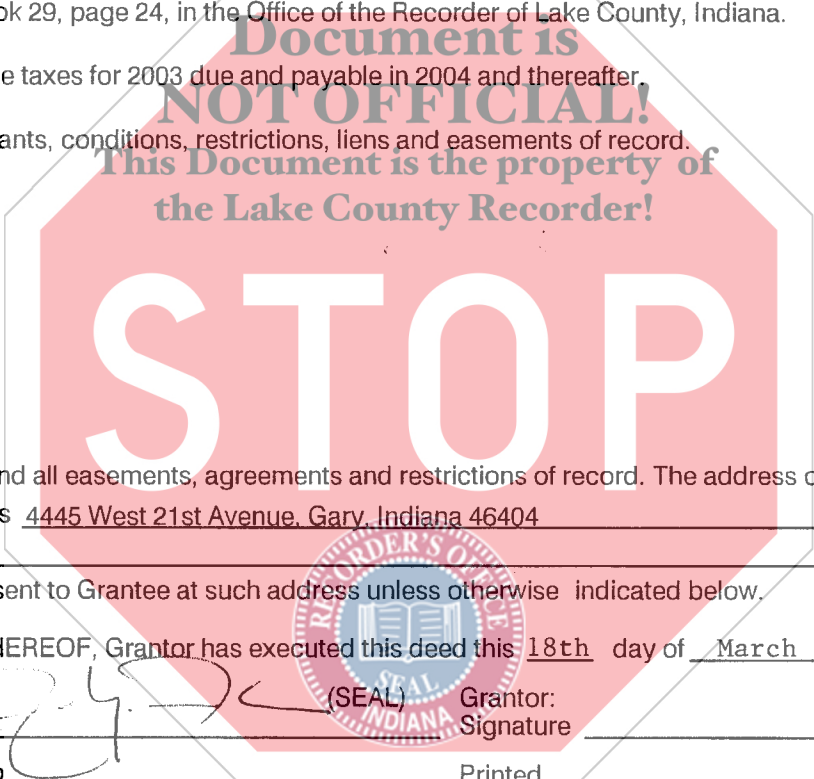 ok 29, page 24, in the Office of the Recorder of Lake County, Indiana.
Document is
e taxes for 2003 due and payable in 2004 and thereafter.
NOT OFFICIAL!
ants, conditions, restrictions, liens and easements of record.
This Document is the property of
the Lake County Recorder!
STOP
nd all easements, agreements and restrictions of record. The address o
s 4445 West 21st Avenue, Gary, Indiana 46404
RECORDER'S OFFICE
sent to Grantee at such address unless otherwise indicated below.
HEREOF, Grantor has executed this deed this 18th day of March
SEAL
(SEAL) Grantor:
INDIANA
Signature
Printed